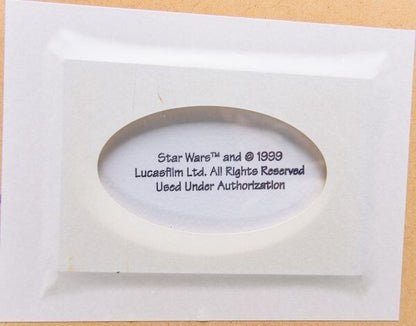 Star Wars™ and © 1999
Lucasfilm Ltd. All Rights Reserved
Used Under Authorization